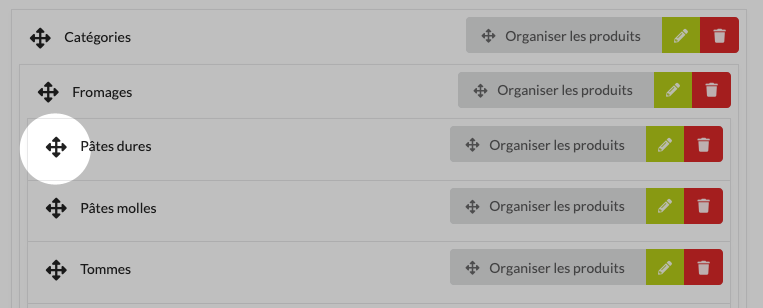 Catégories Organiser les produits
Fromages Organiser les produits
Pâtes dures Organiser les produits
Pâtes molles Organiser les produits
Tommes Organiser les produits